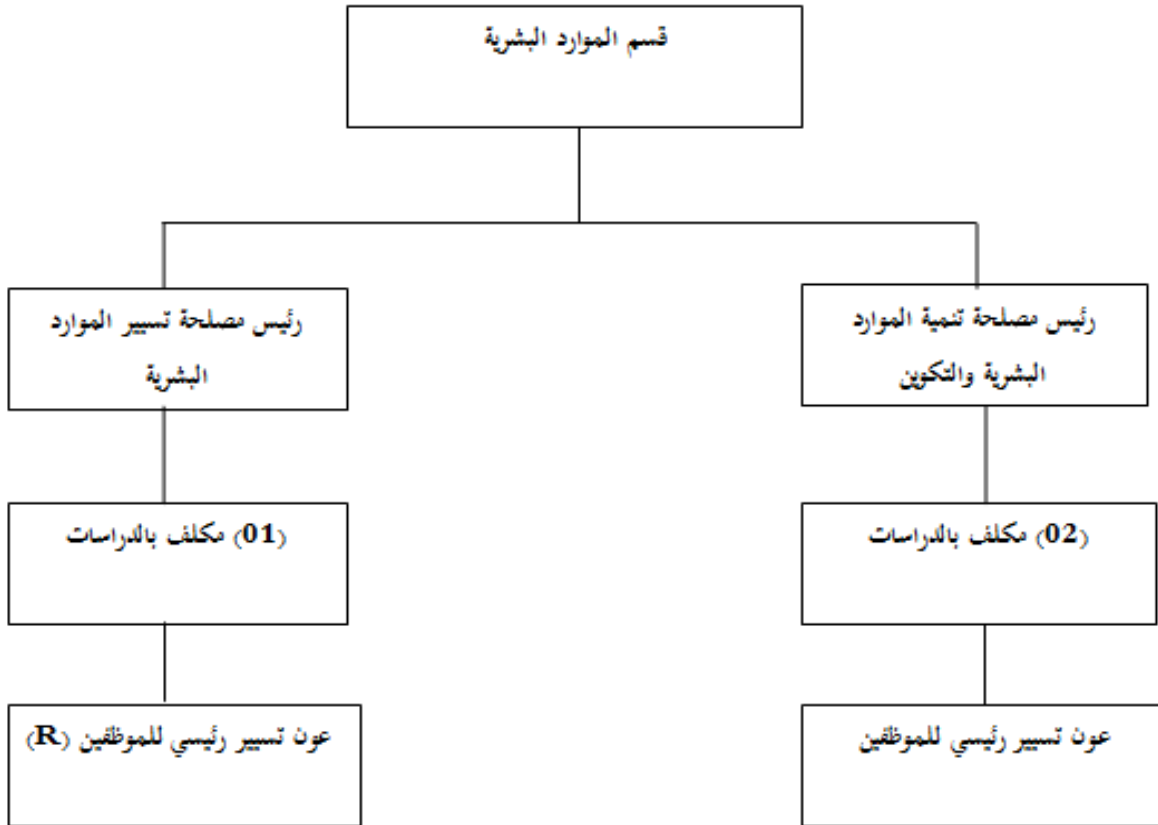 قسم الموارد البشرية
رئيس مصلحة تنمية الموارد
البشرية والتكوين
رئيس مصلحة تسيير الموارد
البشرية
(02) مكلف بالدراسات
(01) مكلف بالدراسات
عون تسيير رئيسي للموظفين
عون تسيير رئيسي للموظفين (R)